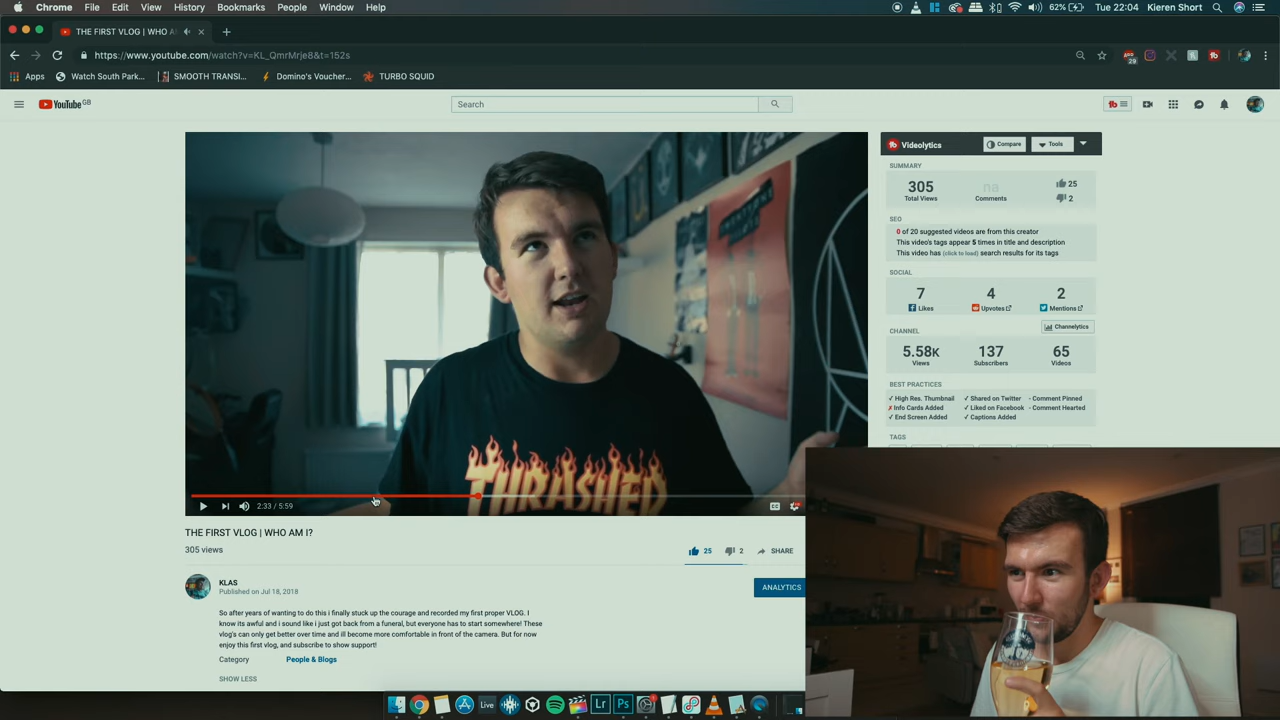 Chrome File Edit View History Bookmarks People Window Help
62% Tue 22:04 Kieren Short
THE FIRST VLOG | WHO A
https://www.youtube.com/watch?v=KL_QmrMrje8&t=152s
29
Apps Watch South Park... SMOOTH TRANSI... Domino's Voucher... TURBO SQUID
YouTube GB
Search
Videolytics Compare Tools
SUMMARY
305 na 25
Total Views Comments 2
SEO
0 of 20 suggested videos are from this creator
This video's tags appear 5 times in title and description
This video has (click to load) search results for its tags
SOCIAL
7 4 2
Likes Upvotes Mentions
CHANNEL Channelytics
5.58K 137 65
Views Subscribers Videos
BEST PRACTICES
✓ High Res. Thumbnail ✓ Shared on Twitter - Comment Pinned
✗ Info Cards Added ✓ Liked on Facebook - Comment Hearted
✓ End Screen Added ✓ Captions Added
TAGS
THRASHER
2:33 / 5:59
CC
THE FIRST VLOG | WHO AM I?
305 views
25 2 SHARE
KLAS
Published on Jul 18, 2018
ANALYTICS
So after years of wanting to do this i finally stuck up the courage and recorded my first proper VLOG. I
know its awful and i sound like i just got back from a funeral, but everyone has to start somewhere! These
vlog's can only get better over time and ill become more comfortable in front of the camera. But for now
enjoy this first vlog, and subscribe to show support!
Category People & Blogs
SHOW LESS
Live Lr Ps